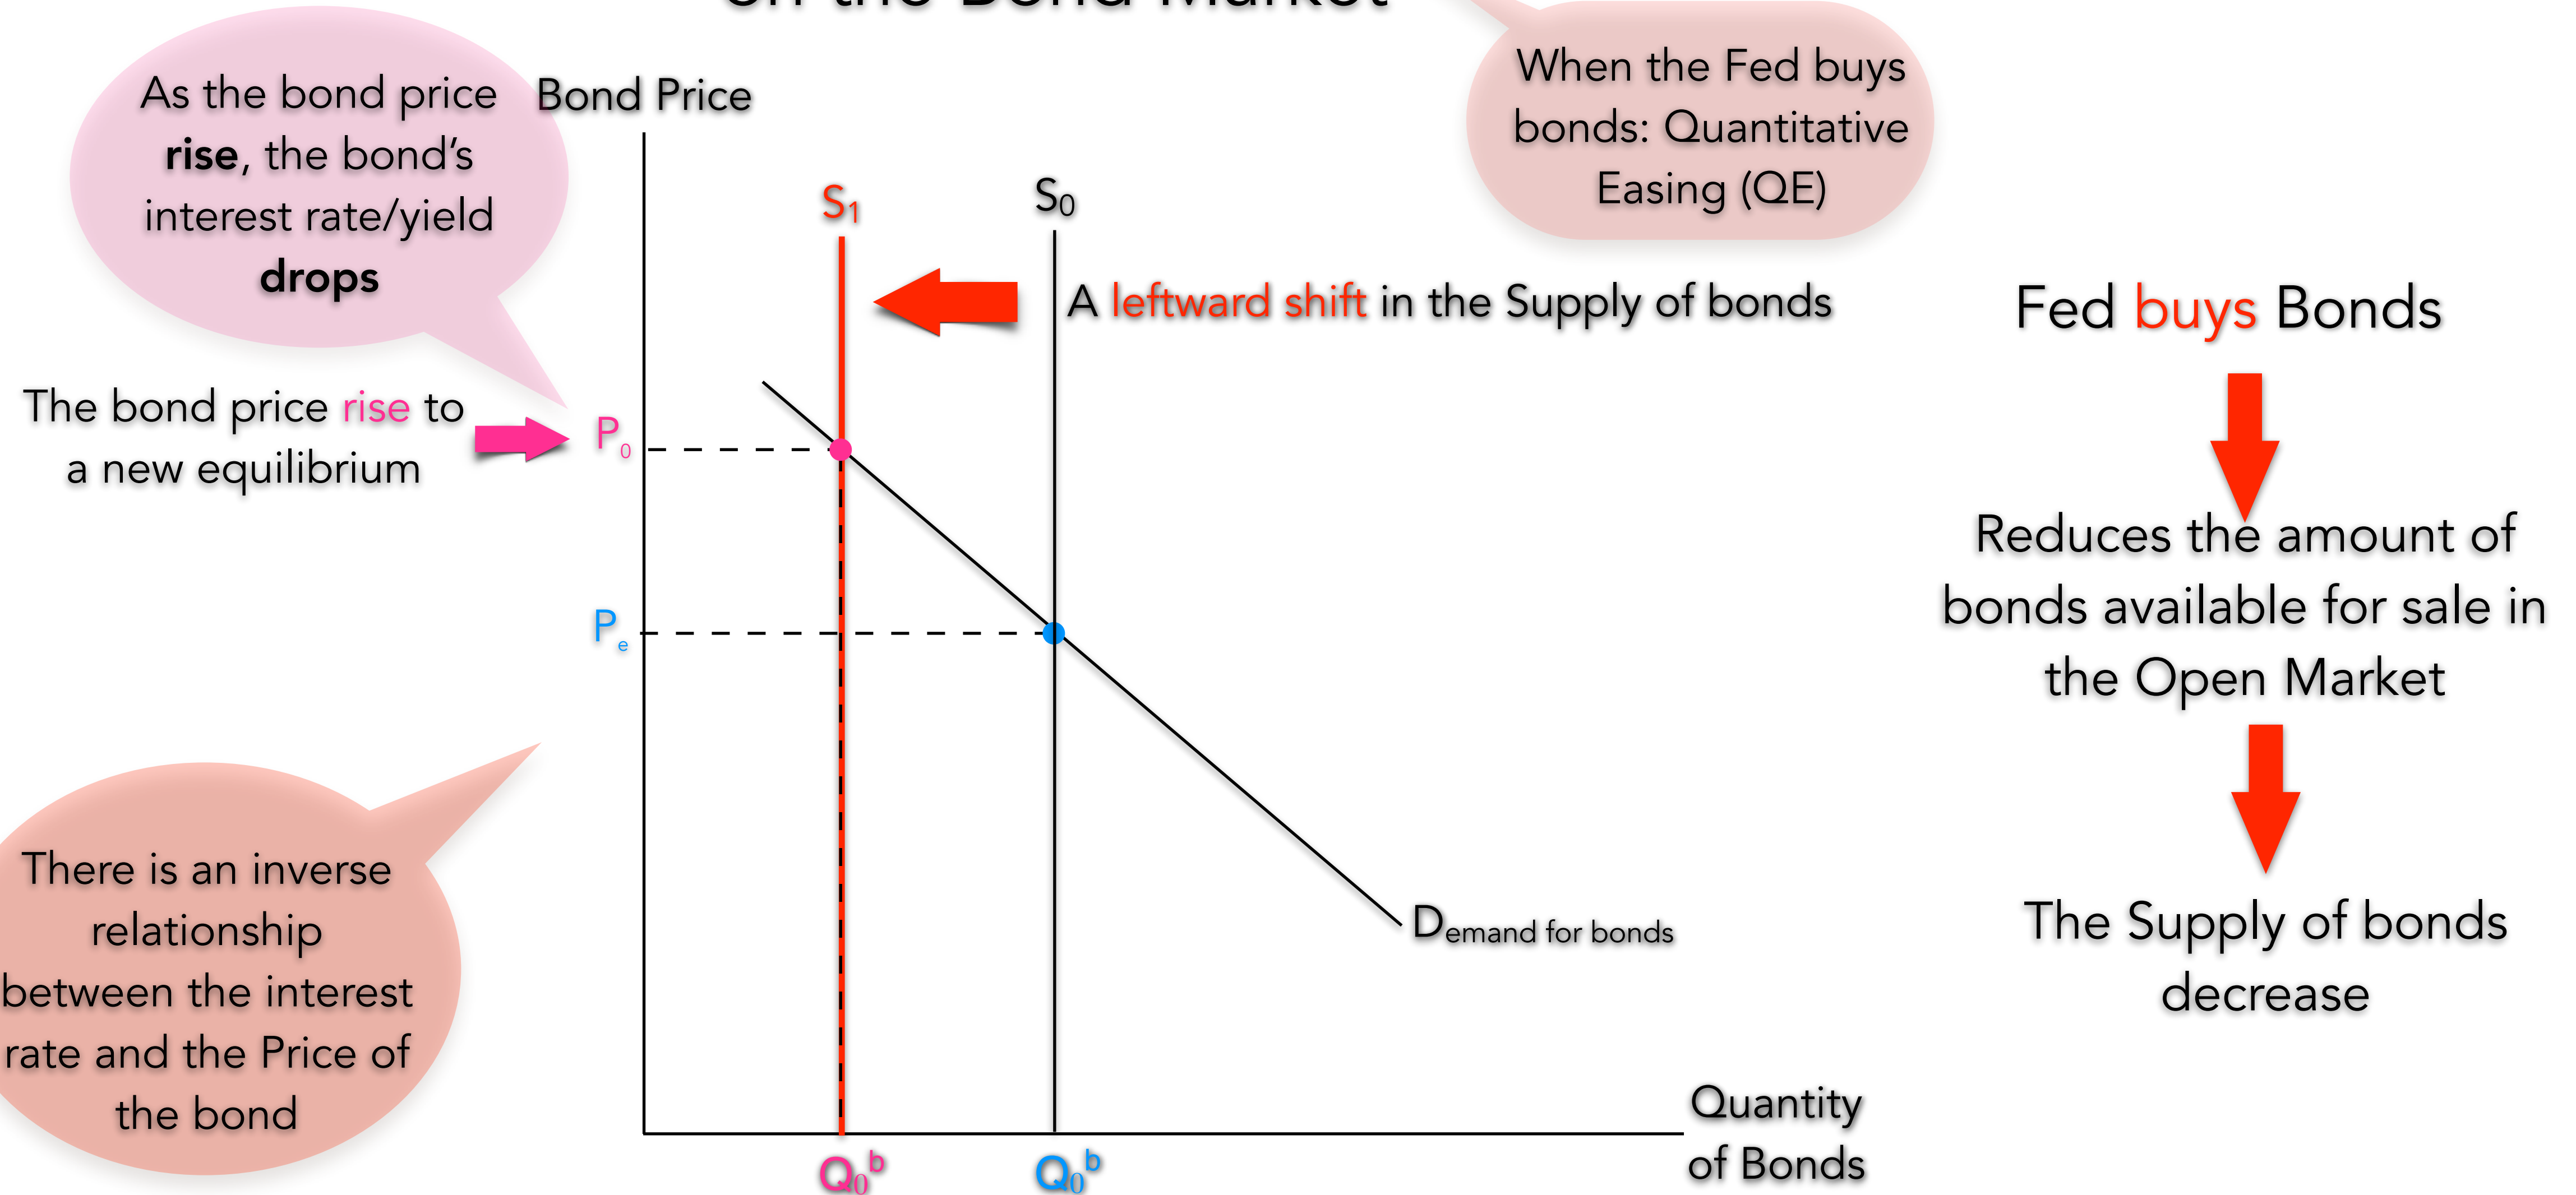 on the Bond Market
As the bond price
rise, the bond’s
interest rate/yield
drops
Bond Price
When the Fed buys
bonds: Quantitative
Easing (QE)
S₁
S₀
A leftward shift in the Supply of bonds
Fed buys Bonds
The bond price rise to
a new equilibrium
P₀
Reduces the amount of
bonds available for sale in
the Open Market
Pₑ
There is an inverse
relationship
between the interest
rate and the Price of
the bond
Demand for bonds
The Supply of bonds
decrease
Quantity
of Bonds
Q₀ᵇ
Q₀ᵇ